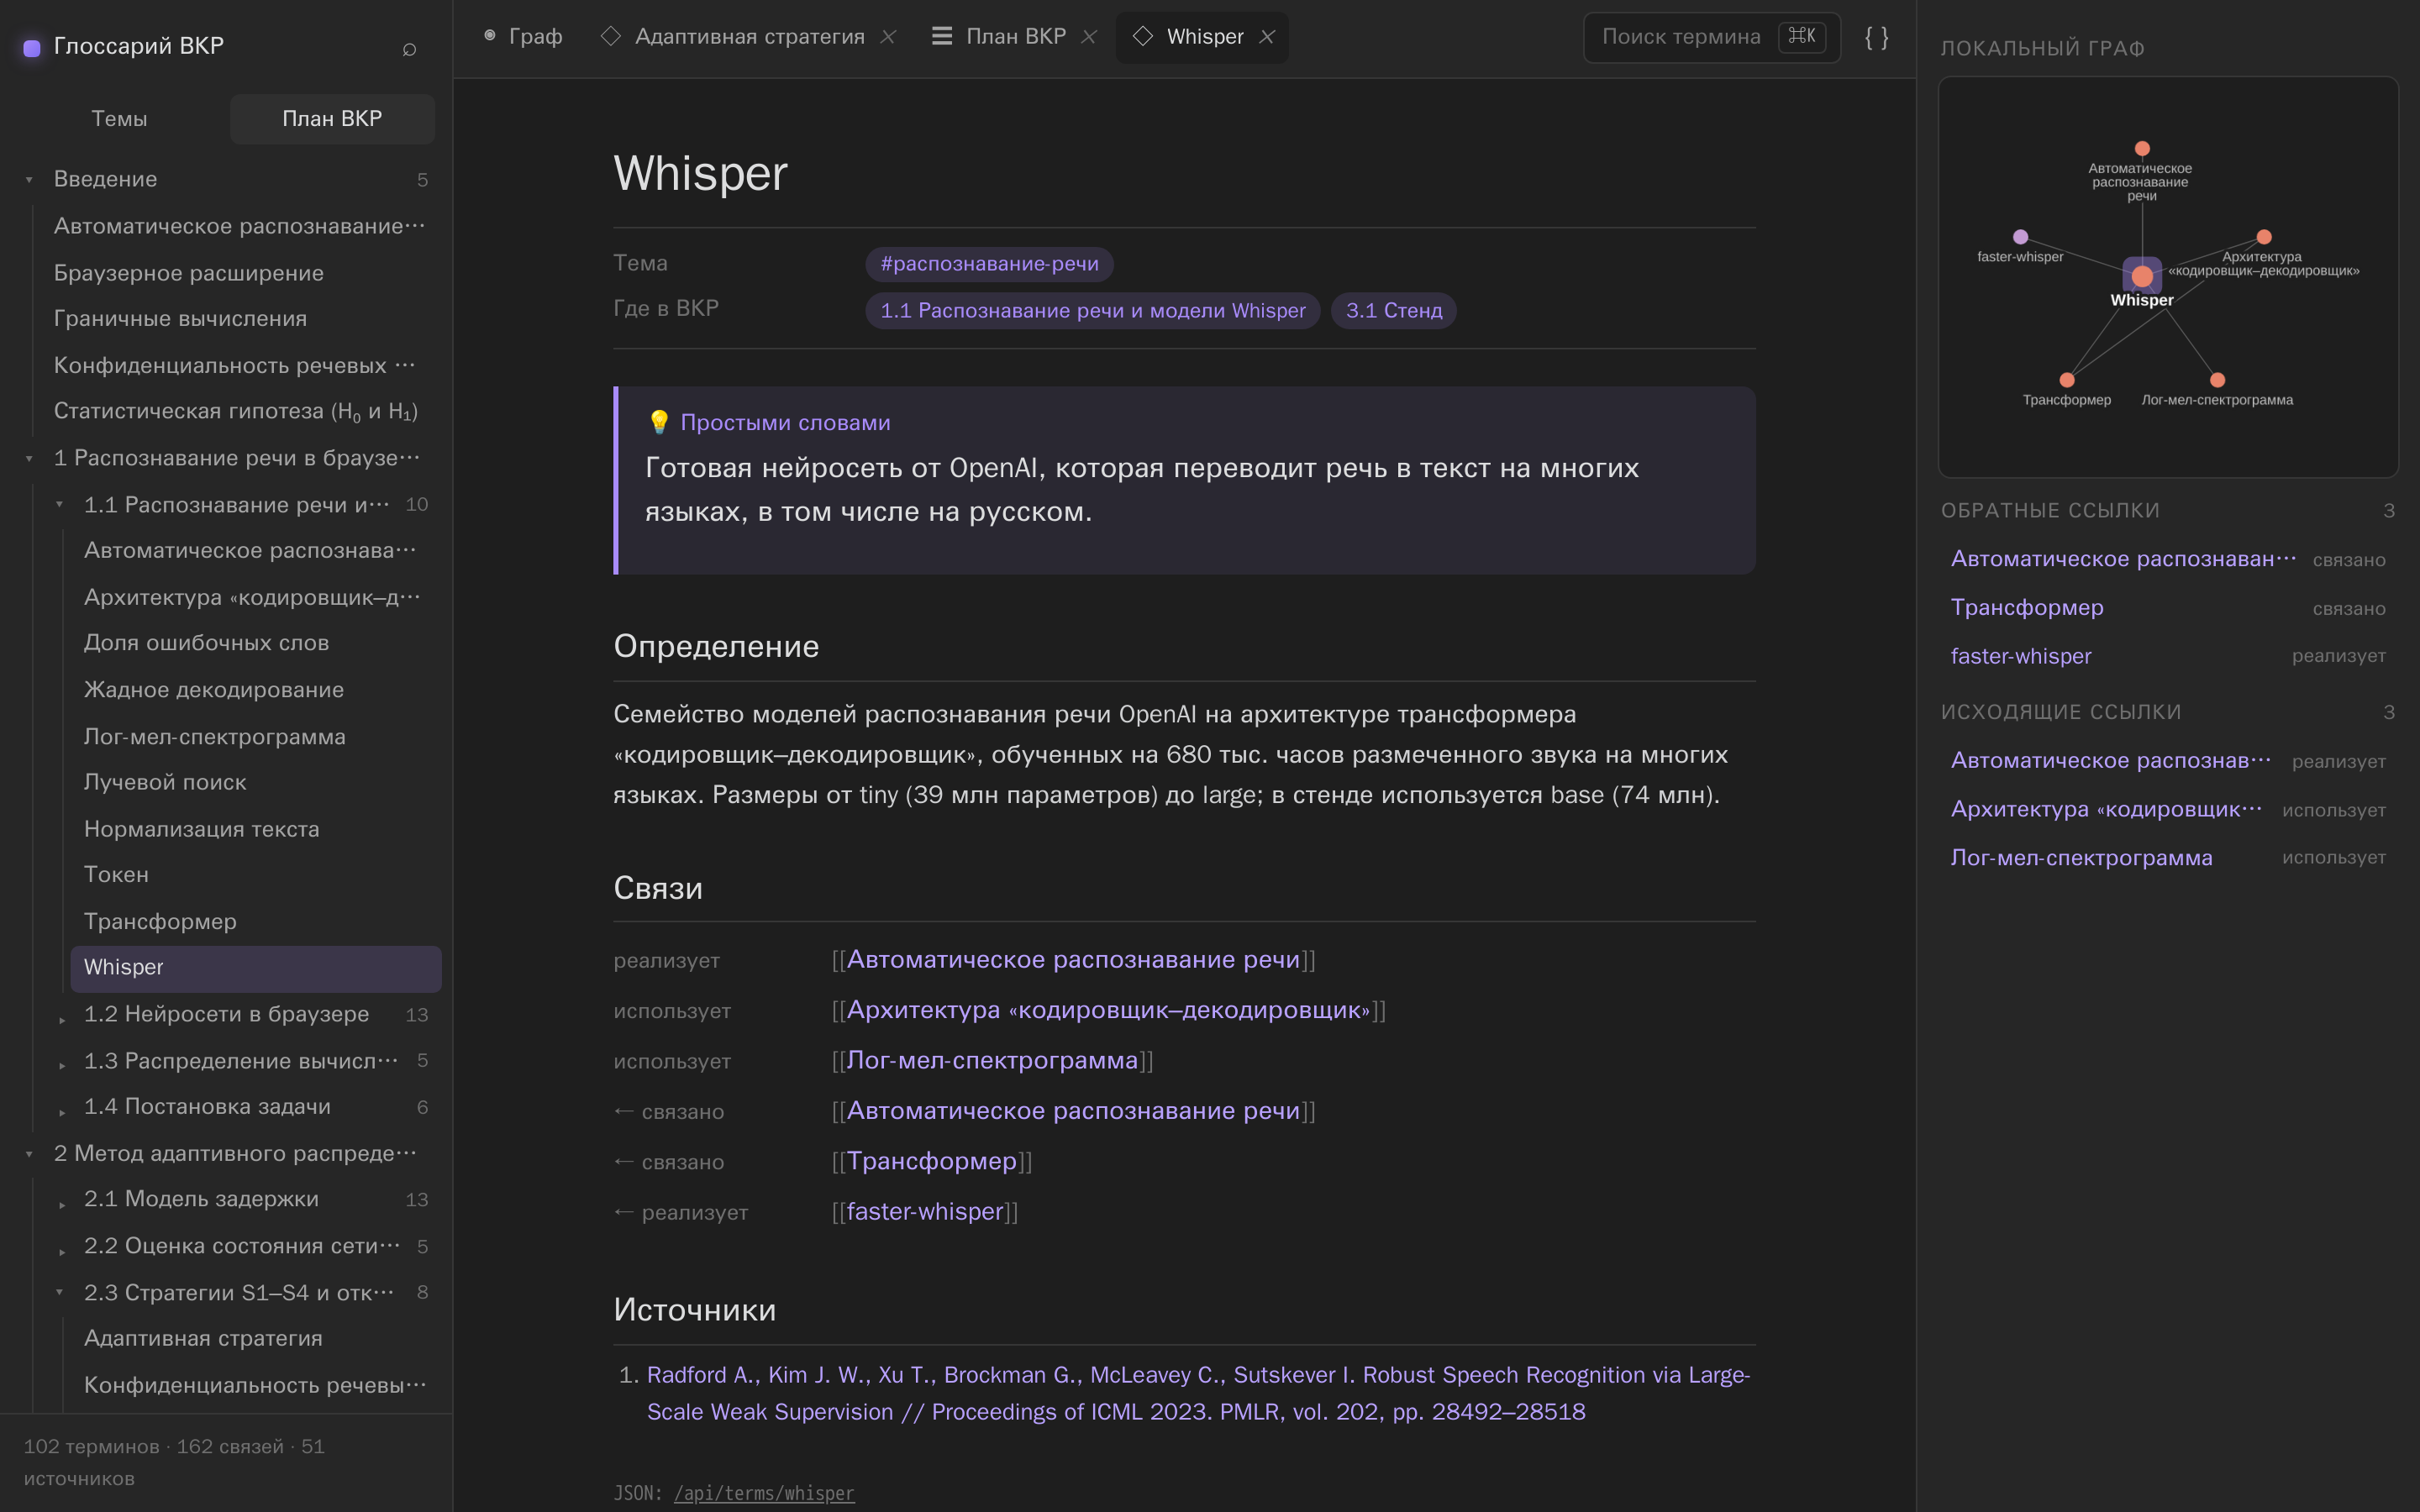 Глоссарий ВКР
Темы
План ВКР
Введение 5
Автоматическое распознавание…
Браузерное расширение
Граничные вычисления
Конфиденциальность речевых …
Статистическая гипотеза (H₀ и H₁)
1 Распознавание речи в браузе…
1.1 Распознавание речи и… 10
Автоматическое распознава…
Архитектура «кодировщик–д…
Доля ошибочных слов
Жадное декодирование
Лог-мел-спектрограмма
Лучевой поиск
Нормализация текста
Токен
Трансформер
Whisper
1.2 Нейросети в браузере 13
1.3 Распределение вычисл… 5
1.4 Постановка задачи 6
2 Метод адаптивного распреде…
2.1 Модель задержки 13
2.2 Оценка состояния сети… 5
2.3 Стратегии S1–S4 и отк… 8
Адаптивная стратегия
Конфиденциальность речевы…
102 терминов · 162 связей · 51
источников
Граф
Адаптивная стратегия
План ВКР
Whisper
Поиск термина ⌘K
{ }
Whisper
Тема #распознавание-речи
Где в ВКР 1.1 Распознавание речи и модели Whisper 3.1 Стенд
💡 Простыми словами
Готовая нейросеть от OpenAI, которая переводит речь в текст на многих
языках, в том числе на русском.
Определение
Семейство моделей распознавания речи OpenAI на архитектуре трансформера
«кодировщик–декодировщик», обученных на 680 тыс. часов размеченного звука на многих
языках. Размеры от tiny (39 млн параметров) до large; в стенде используется base (74 млн).
Связи
реализует [[Автоматическое распознавание речи]]
использует [[Архитектура «кодировщик–декодировщик»]]
использует [[Лог-мел-спектрограмма]]
← связано [[Автоматическое распознавание речи]]
← связано [[Трансформер]]
← реализует [[faster-whisper]]
Источники
1. Radford A., Kim J. W., Xu T., Brockman G., McLeavey C., Sutskever I. Robust Speech Recognition via Large-
Scale Weak Supervision // Proceedings of ICML 2023. PMLR, vol. 202, pp. 28492–28518
JSON: /api/terms/whisper
ЛОКАЛЬНЫЙ ГРАФ
Автоматическое
распознавание
речи
faster-whisper
Архитектура
«кодировщик–декодировщик»
Whisper
Трансформер
Лог-мел-спектрограмма
ОБРАТНЫЕ ССЫЛКИ 3
Автоматическое распознаван… связано
Трансформер связано
faster-whisper реализует
ИСХОДЯЩИЕ ССЫЛКИ 3
Автоматическое распознав… реализует
Архитектура «кодировщик… использует
Лог-мел-спектрограмма использует